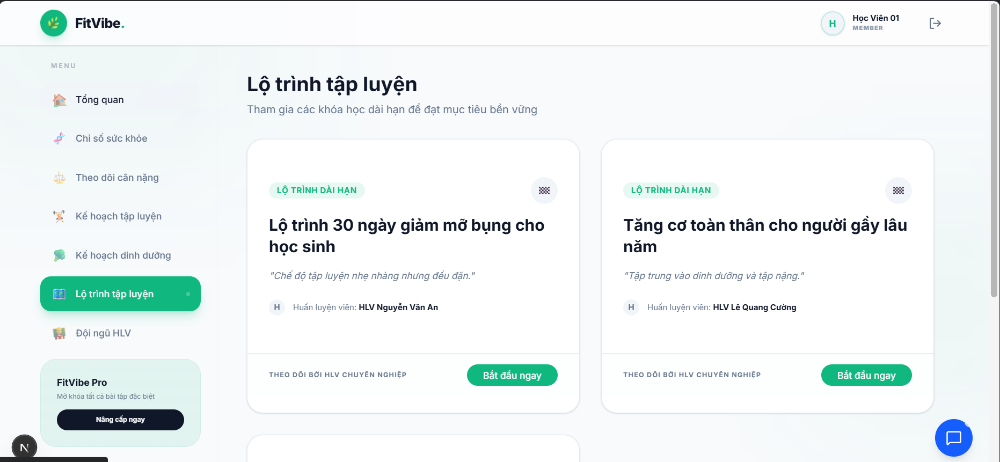 FitVibe.
H
Học Viên 01
MEMBER
MENU
Tổng quan
Chỉ số sức khỏe
Theo dõi cân nặng
Kế hoạch tập luyện
Kế hoạch dinh dưỡng
Lộ trình tập luyện
Đội ngũ HLV
FitVibe Pro
Mở khóa tất cả bài tập đặc biệt
Nâng cấp ngay
N
Lộ trình tập luyện
Tham gia các khóa học dài hạn để đạt mục tiêu bền vững
LỘ TRÌNH DÀI HẠN
Lộ trình 30 ngày giảm mỡ bụng cho
học sinh
"Chế độ tập luyện nhẹ nhàng nhưng đều đặn."
H
Huấn luyện viên: HLV Nguyễn Văn An
THEO DÕI BỞI HLV CHUYÊN NGHIỆP
Bắt đầu ngay
LỘ TRÌNH DÀI HẠN
Tăng cơ toàn thân cho người gầy lâu
năm
"Tập trung vào dinh dưỡng và tập nặng."
H
Huấn luyện viên: HLV Lê Quang Cường
THEO DÕI BỞI HLV CHUYÊN NGHIỆP
Bắt đầu ngay